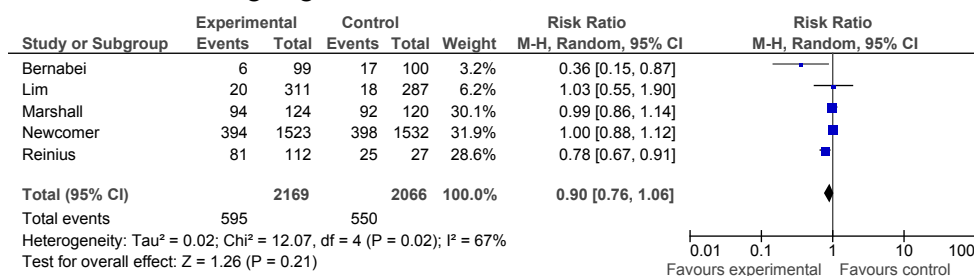 Experimental Control Risk Ratio Risk Ratio
Study or Subgroup Events Total Events Total Weight M-H, Random, 95% CI M-H, Random, 95% CI
Bernabei 6 99 17 100 3.2% 0.36 [0.15, 0.87]
Lim 20 311 18 287 6.2% 1.03 [0.55, 1.90]
Marshall 94 124 92 120 30.1% 0.99 [0.86, 1.14]
Newcomer 394 1523 398 1532 31.9% 1.00 [0.88, 1.12]
Reinius 81 112 25 27 28.6% 0.78 [0.67, 0.91]
Total (95% CI) 2169 2066 100.0% 0.90 [0.76, 1.06]
Total events 595 550
Heterogeneity: Tau² = 0.02; Chi² = 12.07, df = 4 (P = 0.02); I² = 67%
Test for overall effect: Z = 1.26 (P = 0.21)
0.01 0.1 1 10 100
Favours experimental Favours control